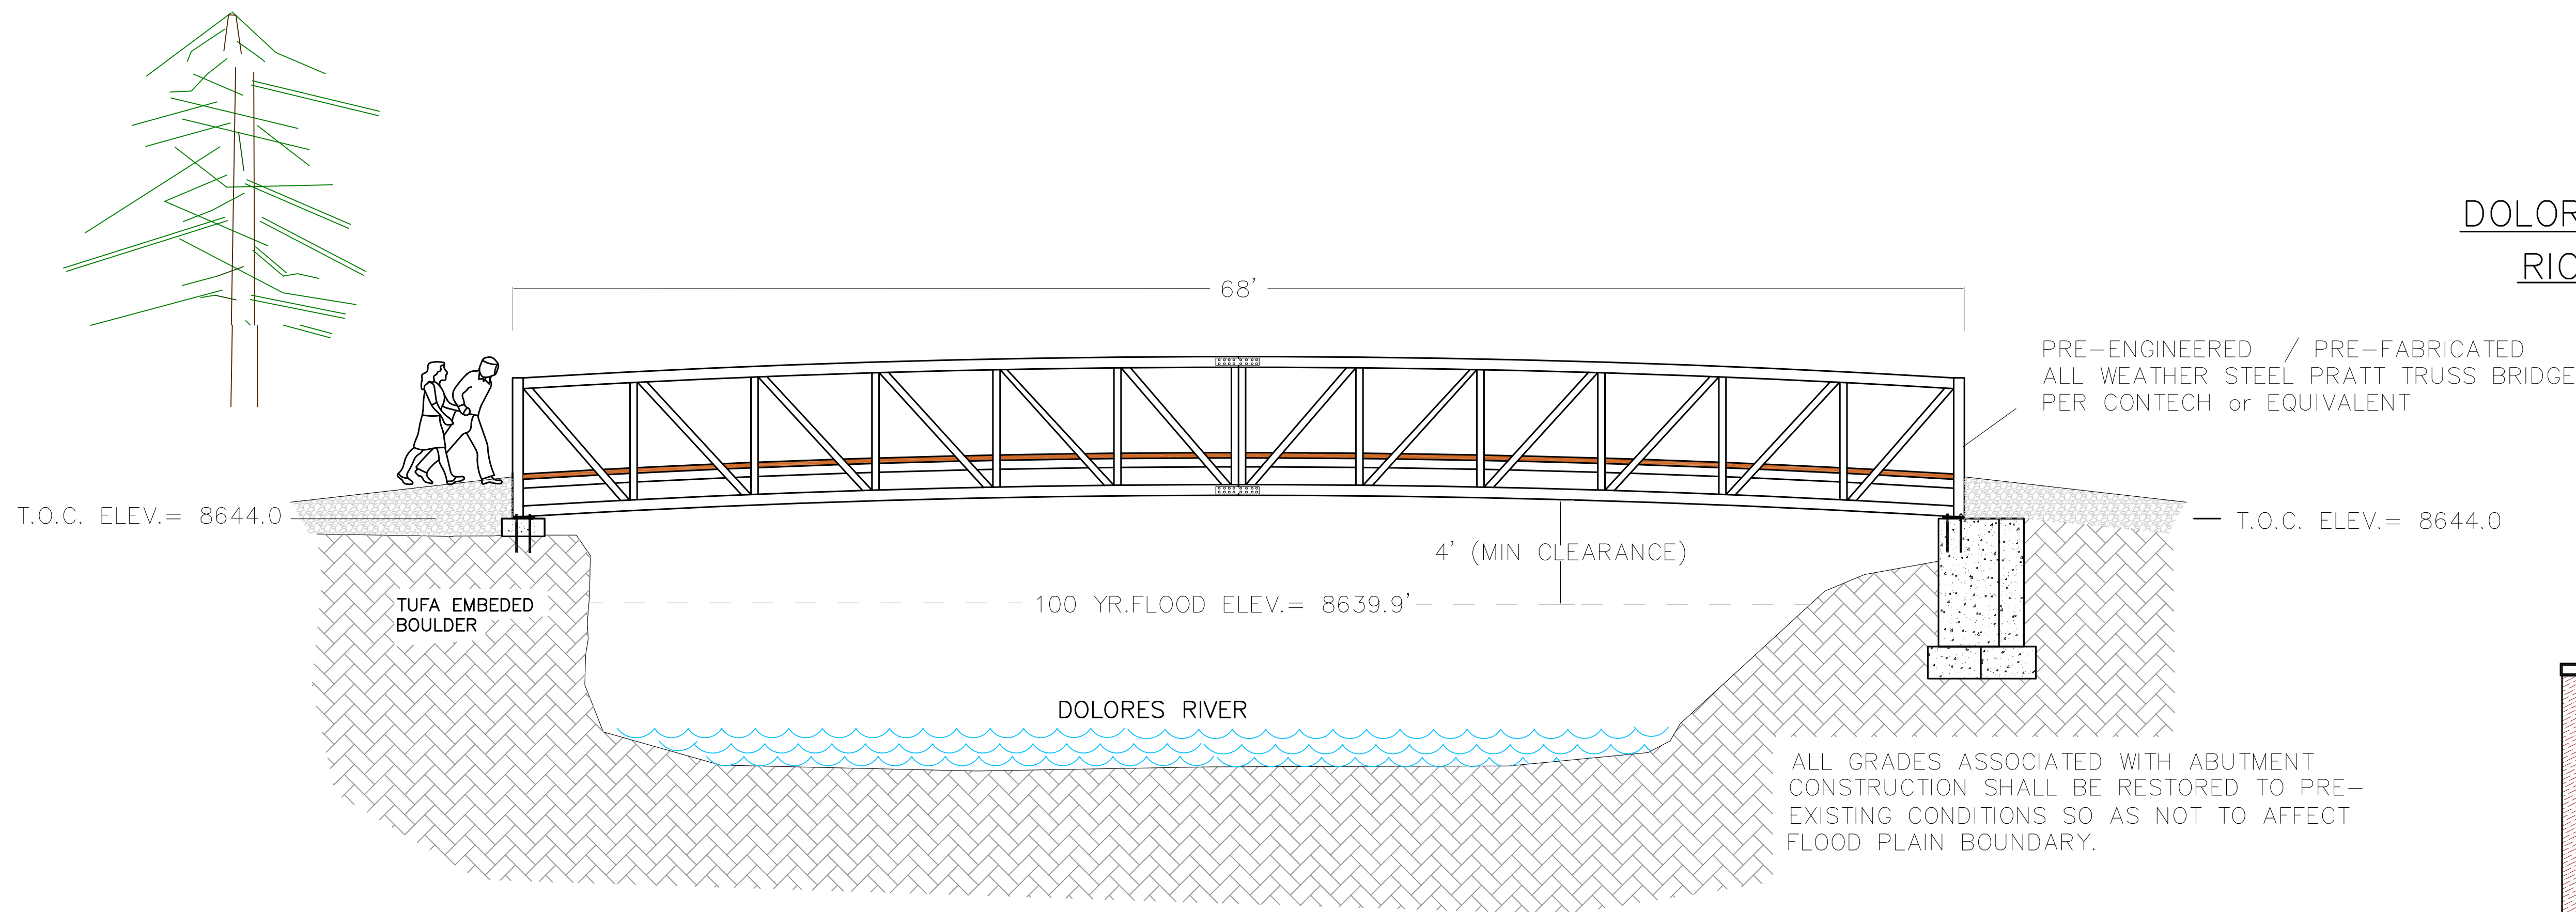 DOLOR
RIC
68'
PRE-ENGINEERED / PRE-FABRICATED
ALL WEATHER STEEL PRATT TRUSS BRIDGE
PER CONTECH or EQUIVALENT
T.O.C. ELEV.= 8644.0
T.O.C. ELEV.= 8644.0
4' (MIN CLEARANCE)
100 YR.FLOOD ELEV.= 8639.9'
TUFA EMBEDED
BOULDER
DOLORES RIVER
ALL GRADES ASSOCIATED WITH ABUTMENT
CONSTRUCTION SHALL BE RESTORED TO PRE-
EXISTING CONDITIONS SO AS NOT TO AFFECT
FLOOD PLAIN BOUNDARY.